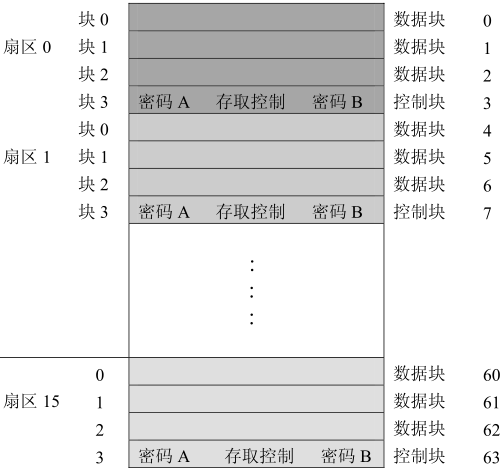 块 0 数据块 0
扇区 0 块 1 数据块 1
块 2 数据块 2
块 3 密码 A 存取控制 密码 B 控制块 3
块 0 数据块 4
扇区 1 块 1 数据块 5
块 2 数据块 6
块 3 密码 A 存取控制 密码 B 控制块 7
⋮
0 数据块 60
扇区 15 1 数据块 61
2 数据块 62
3 密码 A 存取控制 密码 B 控制块 63